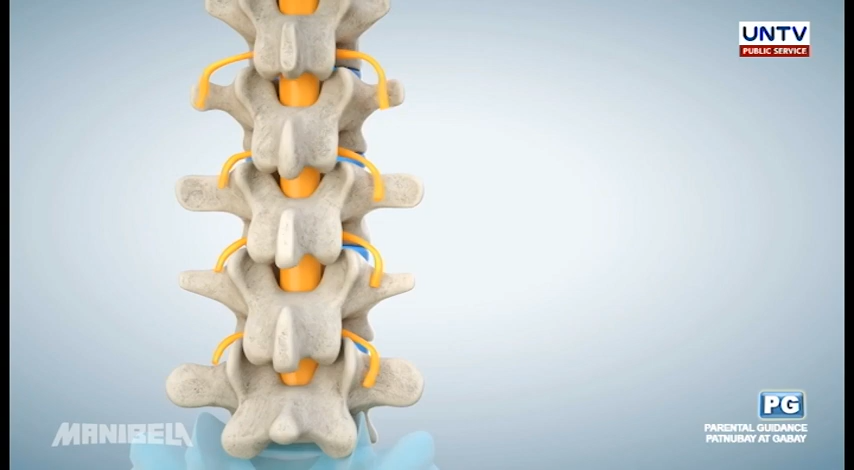 UNTV
PUBLIC SERVICE
MANIBELA
PG
PARENTAL GUIDANCE
PATNUBAY AT GABAY